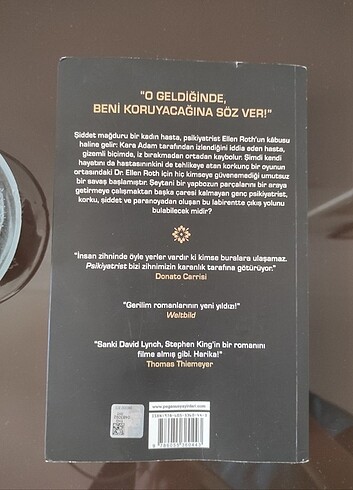 "O GELDİĞİNDE,
BENİ KORUYACAĞINA SÖZ VER!"
Şiddet mağduru bir kadın hasta, psikiyatrist Ellen Roth'un kâbusu
haline gelir: Kara Adam tarafından izlendiğini iddia eden hasta,
gizemli biçimde, iz bırakmadan ortadan kaybolur. Şimdi kendi
hayatını da hastasınınkini de tehlikeye atan korkunç bir oyunun
ortasındaki Dr. Ellen Roth için hiç kimseye güvenemediği umutsuz
bir savaş başlamıştır. Şeytani bir yapbozun parçalarını bir araya
getirmeye çalışmaktan başka çaresi kalmayan genç psikiyatrist,
korku, şiddet ve paranoyadan oluşan bu labirentte çıkış yolunu
bulabilecek midir?
"İnsan zihninde öyle yerler vardır ki kimse buralara ulaşamaz.
Psikiyatrist bizi zihnimizin karanlık tarafına götürüyor."
Donato Carrisi
"Gerilim romanlarının yeni yıldızı!"
Weltbild
"Sanki David Lynch, Stephen King'in bir romanını
filme almış gibi. Harika!"
Thomas Thiemeyer